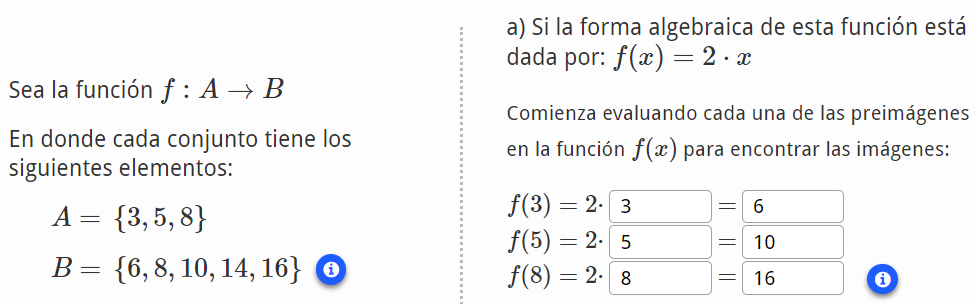 Sea la función f : A → B
En donde cada conjunto tiene los
siguientes elementos:
A = {3, 5, 8}
B = {6, 8, 10, 14, 16}
a) Si la forma algebraica de esta función está
dada por: f(x) = 2 · x
Comienza evaluando cada una de las preimágenes
en la función f(x) para encontrar las imágenes:
f(3) = 2· 3 = 6
f(5) = 2· 5 = 10
f(8) = 2· 8 = 16